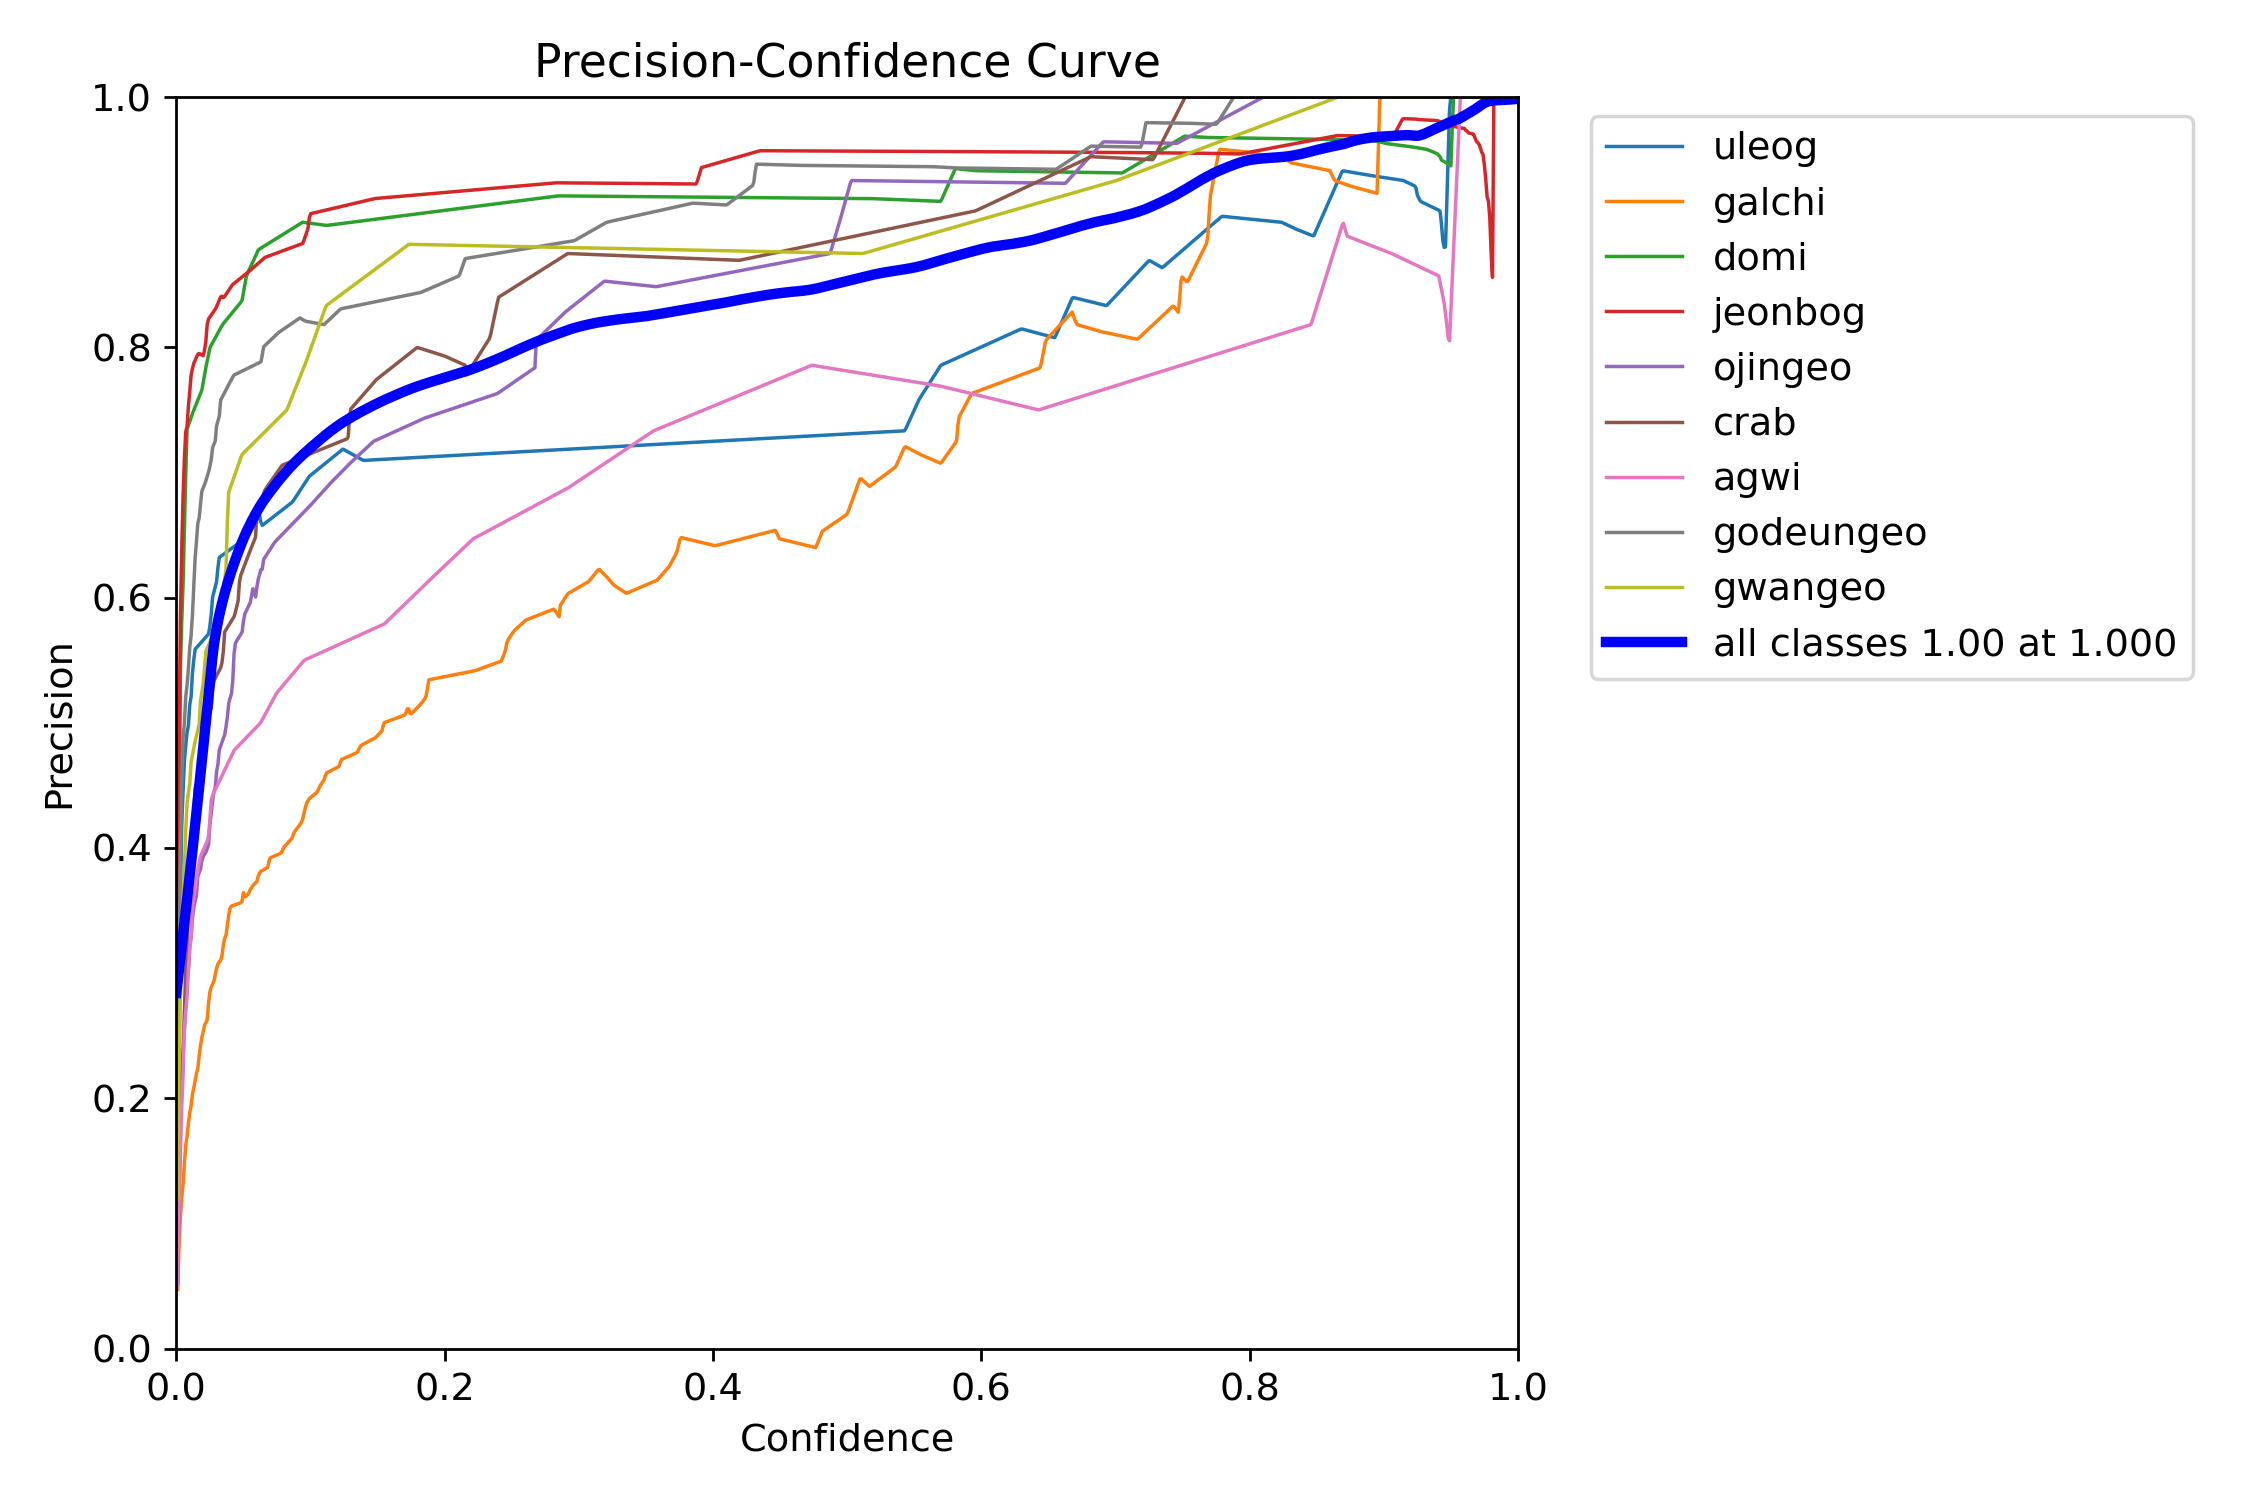 Precision-Confidence Curve
1.0
0.8
0.6
0.4
0.2
0.0
Precision
0.0 0.2 0.4 0.6 0.8 1.0
Confidence
uleog
galchi
domi
jeonbog
ojingeo
crab
agwi
godeungeo
gwangeo
all classes 1.00 at 1.000